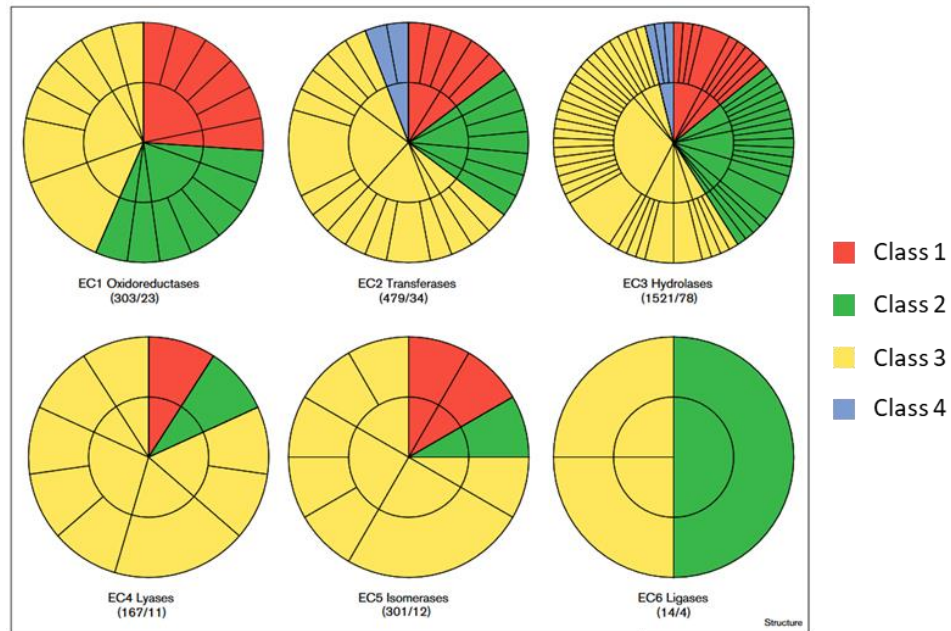 EC1 Oxidoreductases
(303/23)
EC2 Transferases
(479/34)
EC3 Hydrolases
(1521/78)
Class 1
Class 2
Class 3
Class 4
EC4 Lyases
(167/11)
EC5 Isomerases
(301/12)
EC6 Ligases
(14/4)
Structure